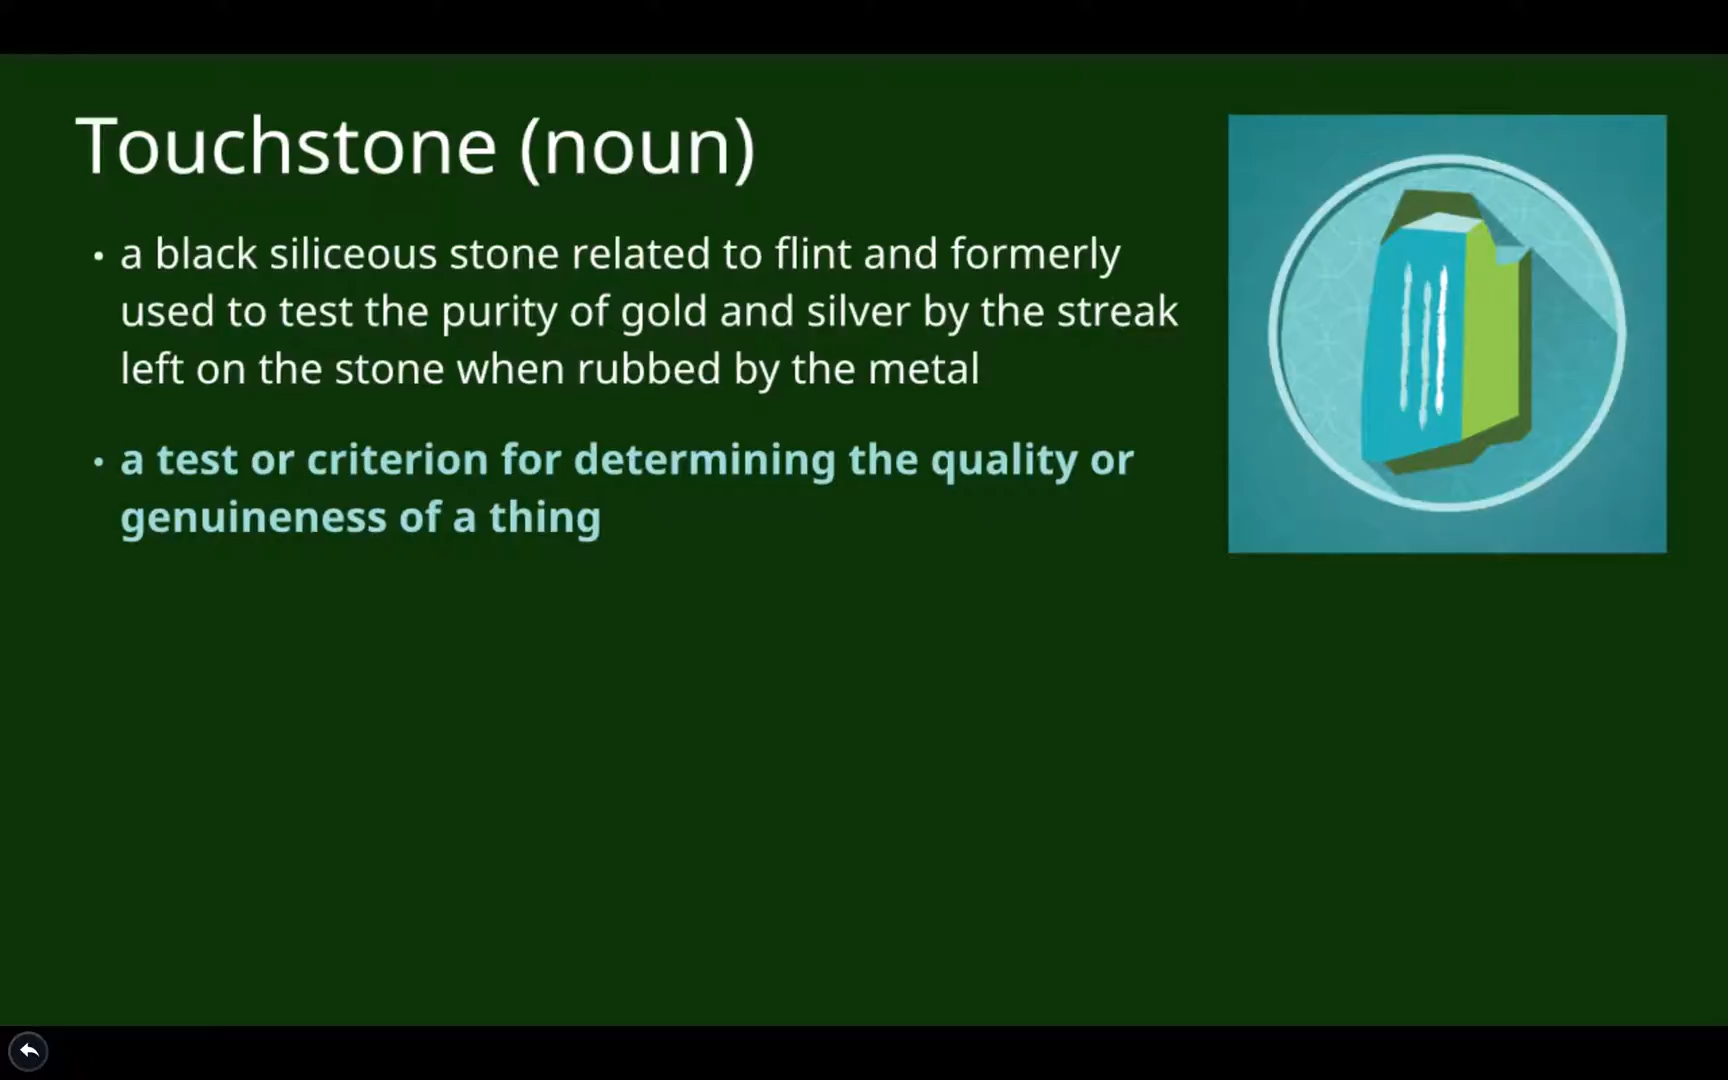 Touchstone (noun)
• a black siliceous stone related to flint and formerly
used to test the purity of gold and silver by the streak
left on the stone when rubbed by the metal
• a test or criterion for determining the quality or
genuineness of a thing